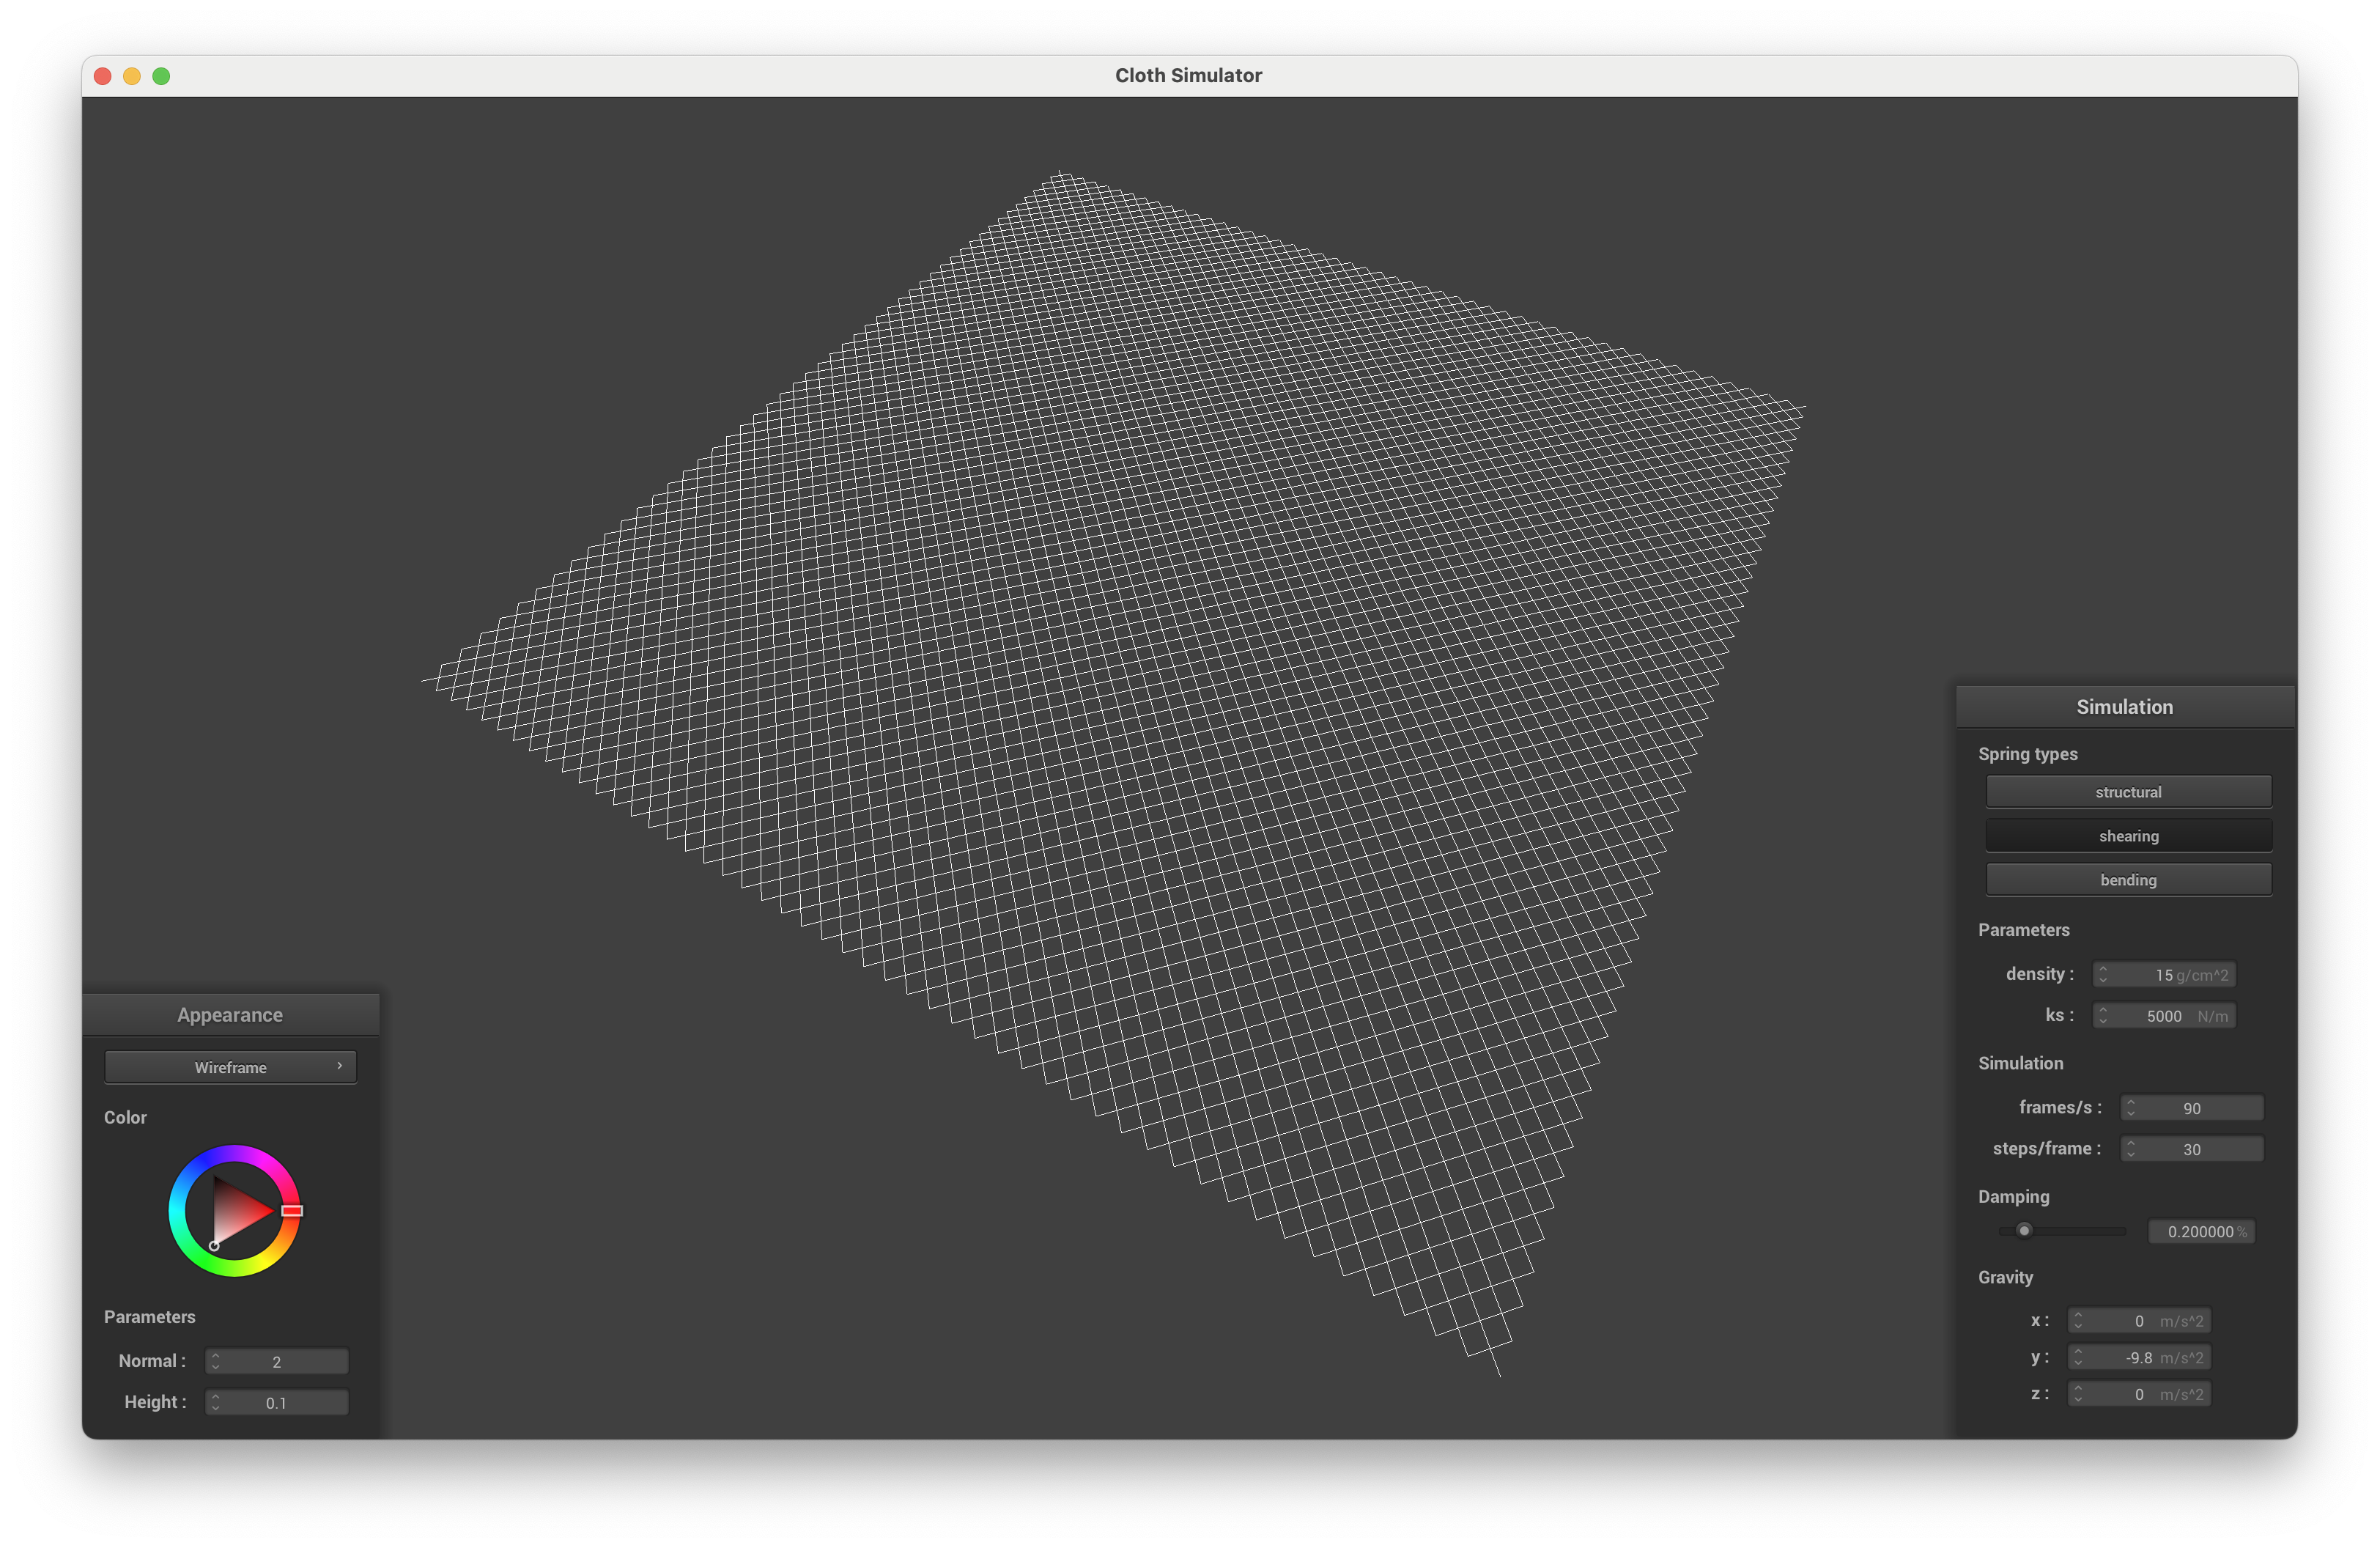 Cloth Simulator
Simulation
Spring types
structural
shearing
bending
Parameters
density : 15 g/cm^2
ks : 5000 N/m
Simulation
frames/s : 90
steps/frame : 30
Damping
0.200000 %
Gravity
x : 0 m/s^2
y : -9.8 m/s^2
z : 0 m/s^2
Appearance
Wireframe
Color
Parameters
Normal : 2
Height : 0.1